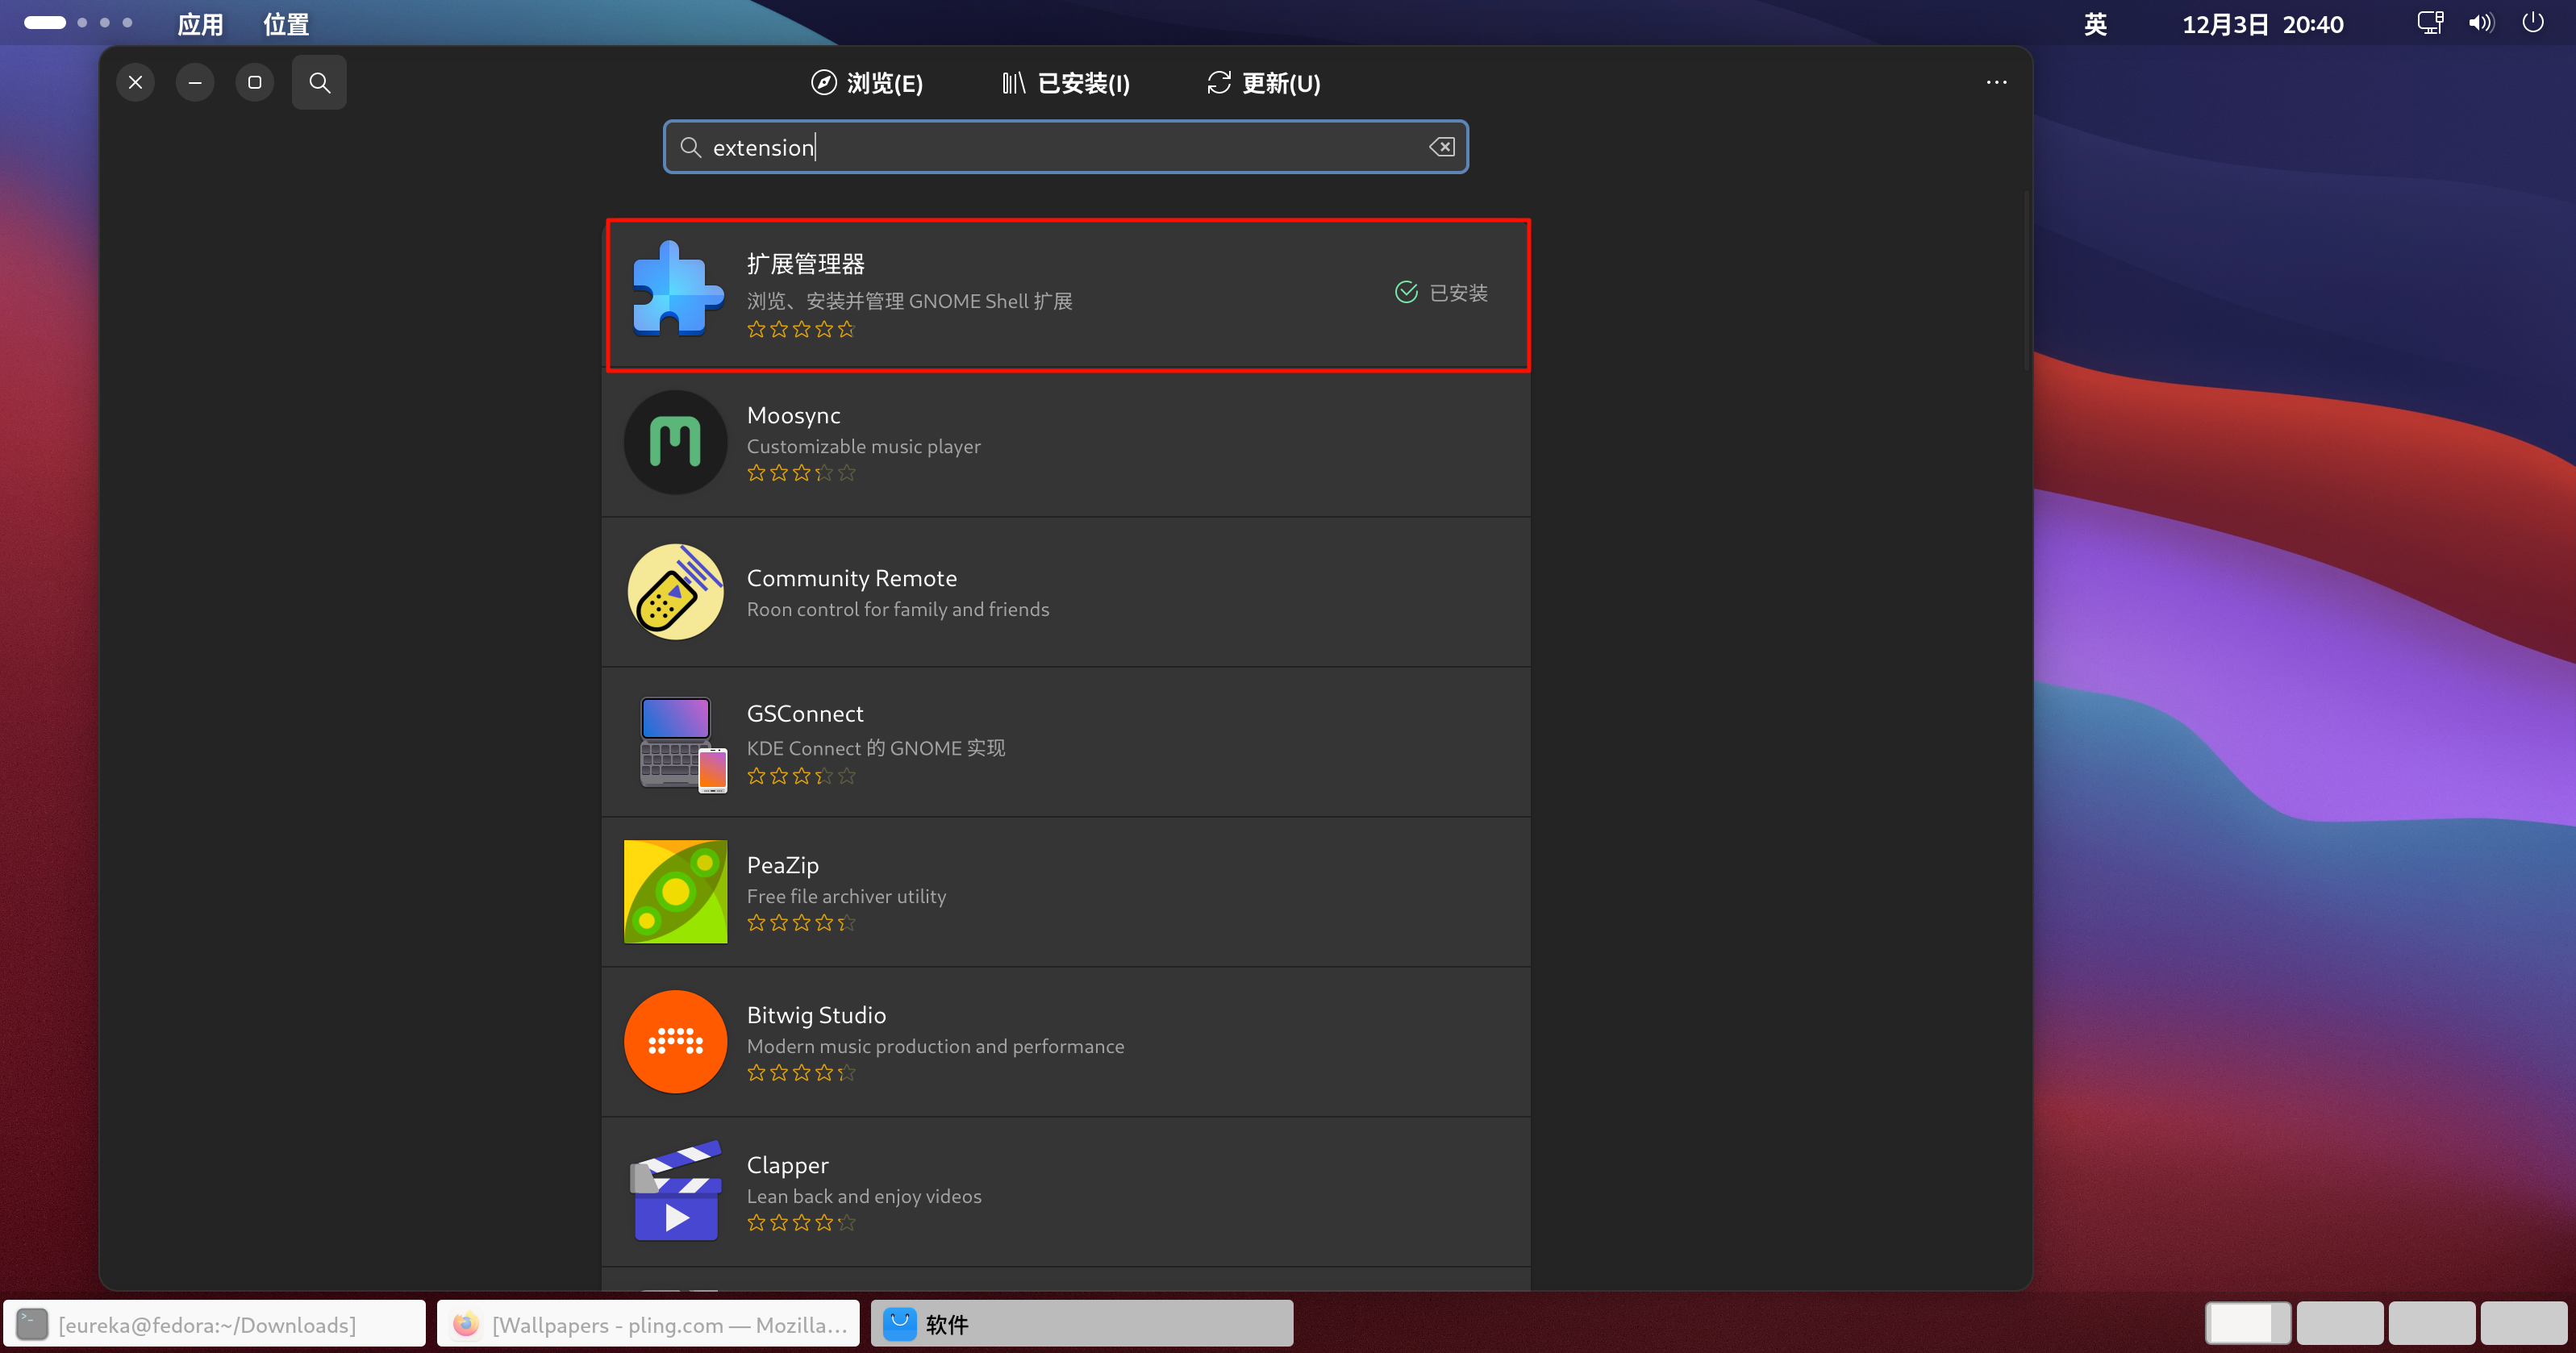 应用 位置 英 12月3日 20:40
浏览(E) 已安装(I) 更新(U)
extension
扩展管理器
浏览、安装并管理 GNOME Shell 扩展
已安装
Moosync
Customizable music player
Community Remote
Roon control for family and friends
GSConnect
KDE Connect 的 GNOME 实现
PeaZip
Free file archiver utility
Bitwig Studio
Modern music production and performance
Clapper
Lean back and enjoy videos
[eureka@fedora:~/Downloads] [Wallpapers - pling.com — Mozilla... 软件